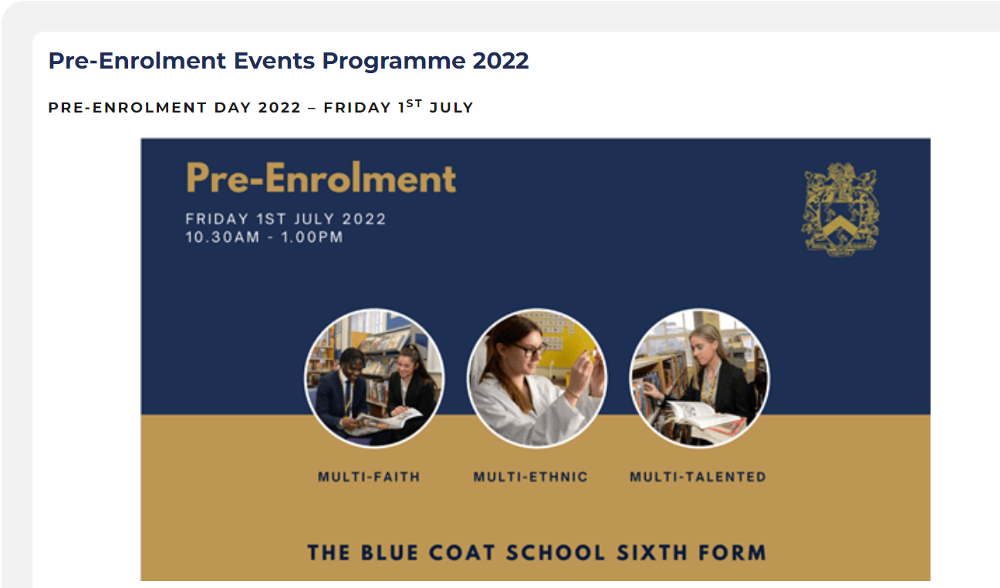 Pre-Enrolment Events Programme 2022
PRE-ENROLMENT DAY 2022 – FRIDAY 1ST JULY
Pre-Enrolment
FRIDAY 1ST JULY 2022
10.30AM - 1.00PM
MULTI-FAITH
MULTI-ETHNIC
MULTI-TALENTED
THE BLUE COAT SCHOOL SIXTH FORM